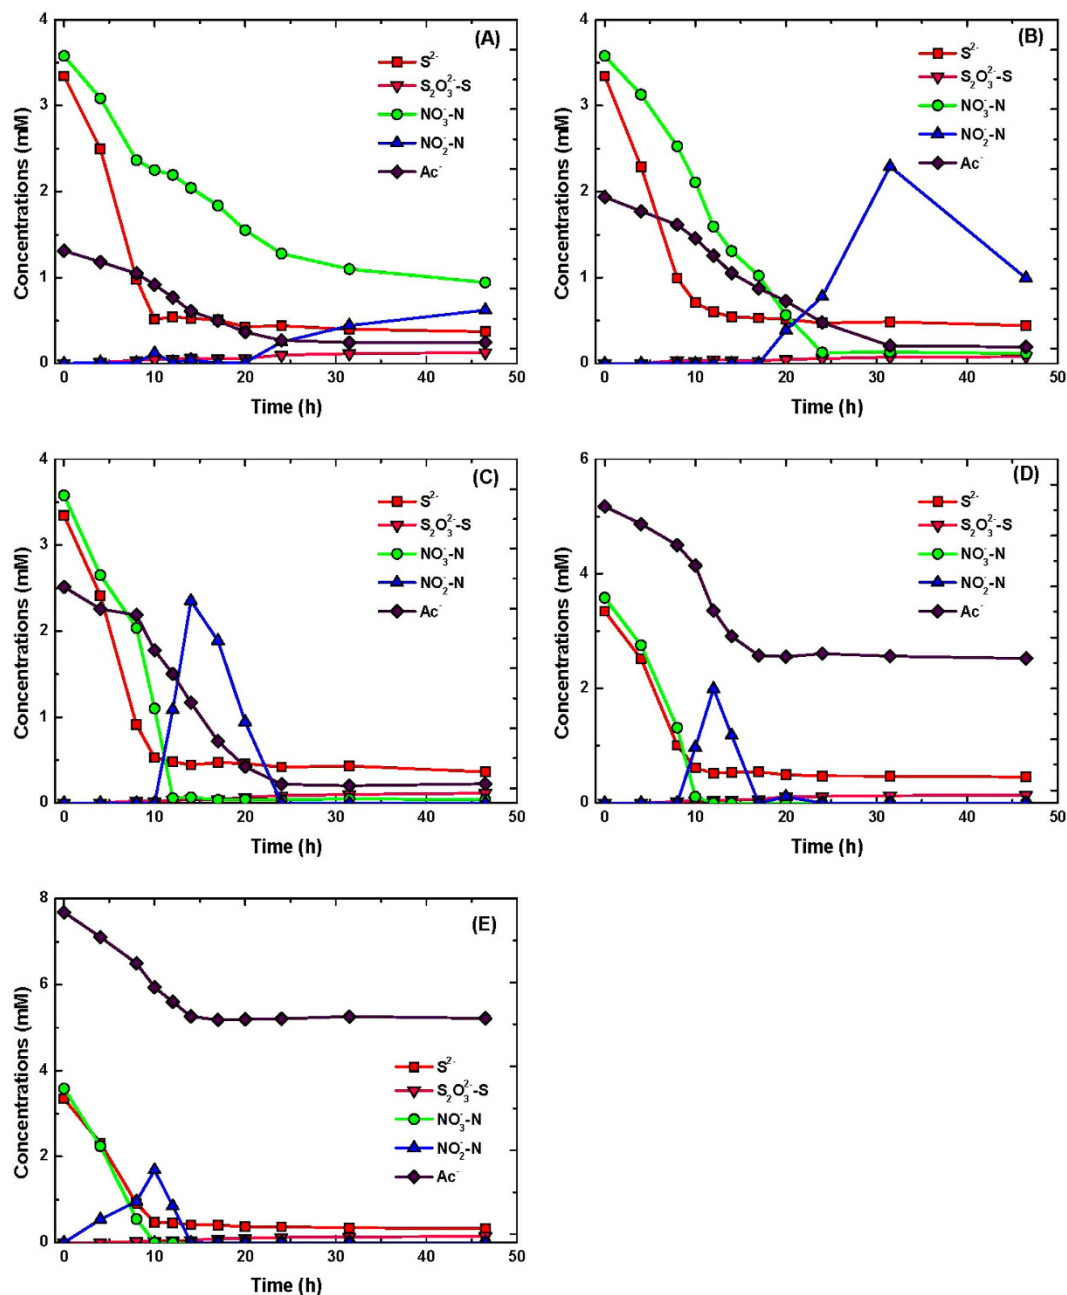 (A)
Concentrations (mM)
4
3
2
1
0
S²⁻
S₂O₃²⁻-S
NO₃⁻-N
NO₂⁻-N
Ac⁻
0 10 20 30 40 50
Time (h)
(B)
Concentrations (mM)
4
3
2
1
0
S²⁻
S₂O₃²⁻-S
NO₃⁻-N
NO₂⁻-N
Ac⁻
0 10 20 30 40 50
Time (h)
(C)
Concentrations (mM)
4
3
2
1
0
S²⁻
S₂O₃²⁻-S
NO₃⁻-N
NO₂⁻-N
Ac⁻
0 10 20 30 40 50
Time (h)
(D)
Concentrations (mM)
6
4
2
0
S²⁻
S₂O₃²⁻-S
NO₃⁻-N
NO₂⁻-N
Ac⁻
0 10 20 30 40 50
Time (h)
(E)
Concentrations (mM)
8
6
4
2
0
S²⁻
S₂O₃²⁻-S
NO₃⁻-N
NO₂⁻-N
Ac⁻
0 10 20 30 40 50
Time (h)